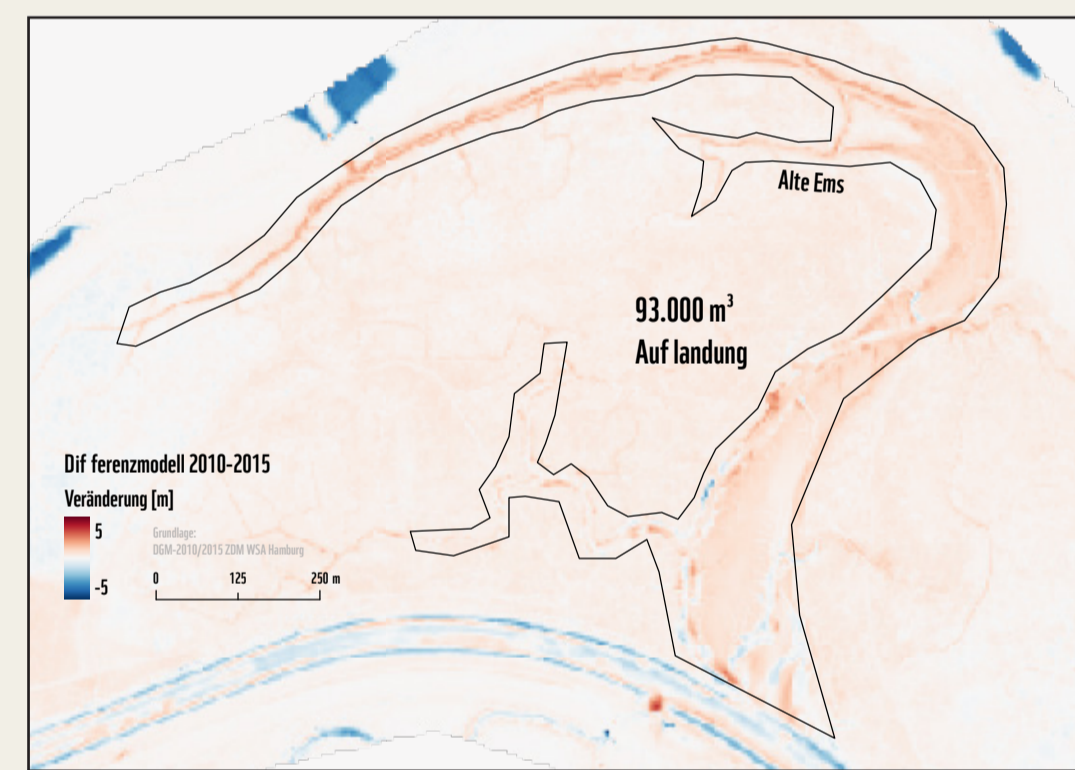 Alte Ems
93.000 m³
Auf landung
Dif ferenzmodell 2010-2015
Veränderung [m]
5
-5
Grundlage:
DGM-2010/2015 ZDM WSA Hamburg
0 125 250 m